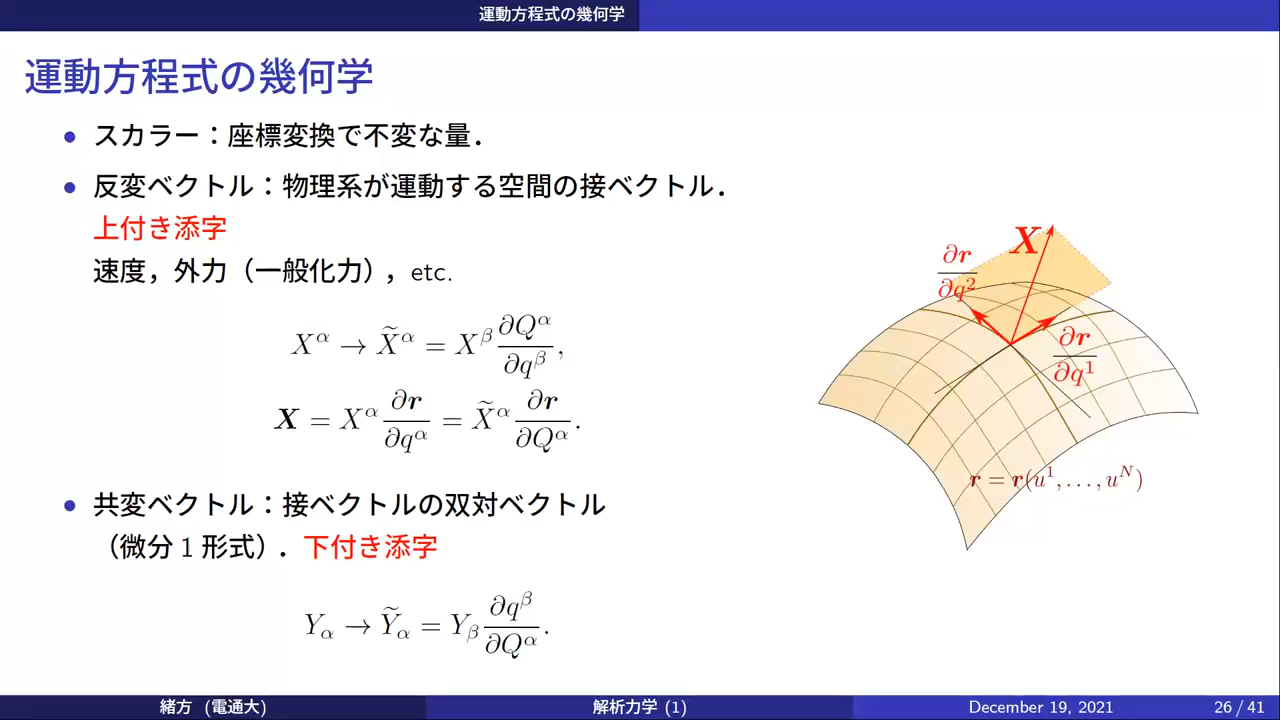 運動方程式の幾何学
運動方程式の幾何学
• スカラー：座標変換で不変な量．
• 反変ベクトル：物理系が運動する空間の接ベクトル．
上付き添字
速度，外力（一般化力），etc.
X^α → X̃^α = X^β ∂Q^α/∂q^β,
X = X^α ∂r/∂q^α = X̃^α ∂r/∂Q^α.
• 共変ベクトル：接ベクトルの双対ベクトル
（微分 1 形式）．下付き添字
Y_α → Ỹ_α = Y_β ∂q^β/∂Q^α.
X
∂r/∂q^2
∂r/∂q^1
r = r(u^1, . . . , u^N)
緒方 (電通大)
解析力学 (1)
December 19, 2021
26 / 41